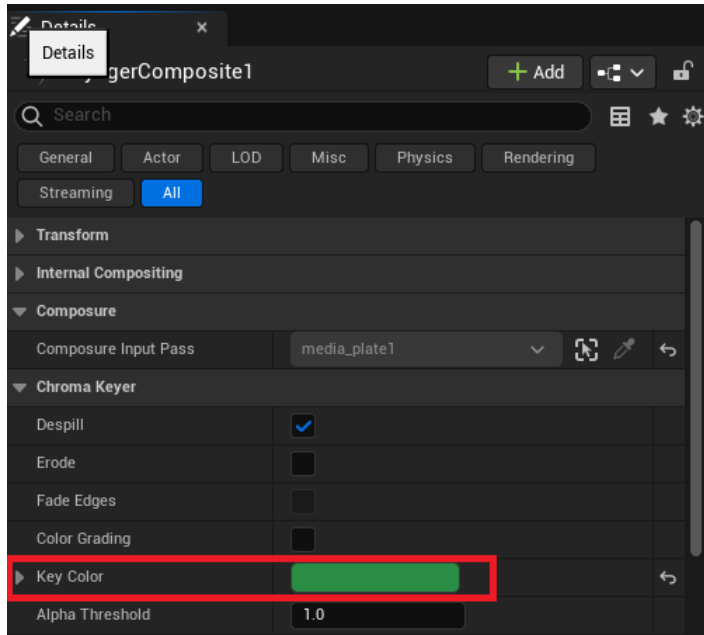 Details
Details
gerComposite1
Add
Search
General Actor LOD Misc Physics Rendering
Streaming All
Transform
Internal Compositing
Composure
Composure Input Pass media_plate1
Chroma Keyer
Despill
Erode
Fade Edges
Color Grading
Key Color
Alpha Threshold 1.0